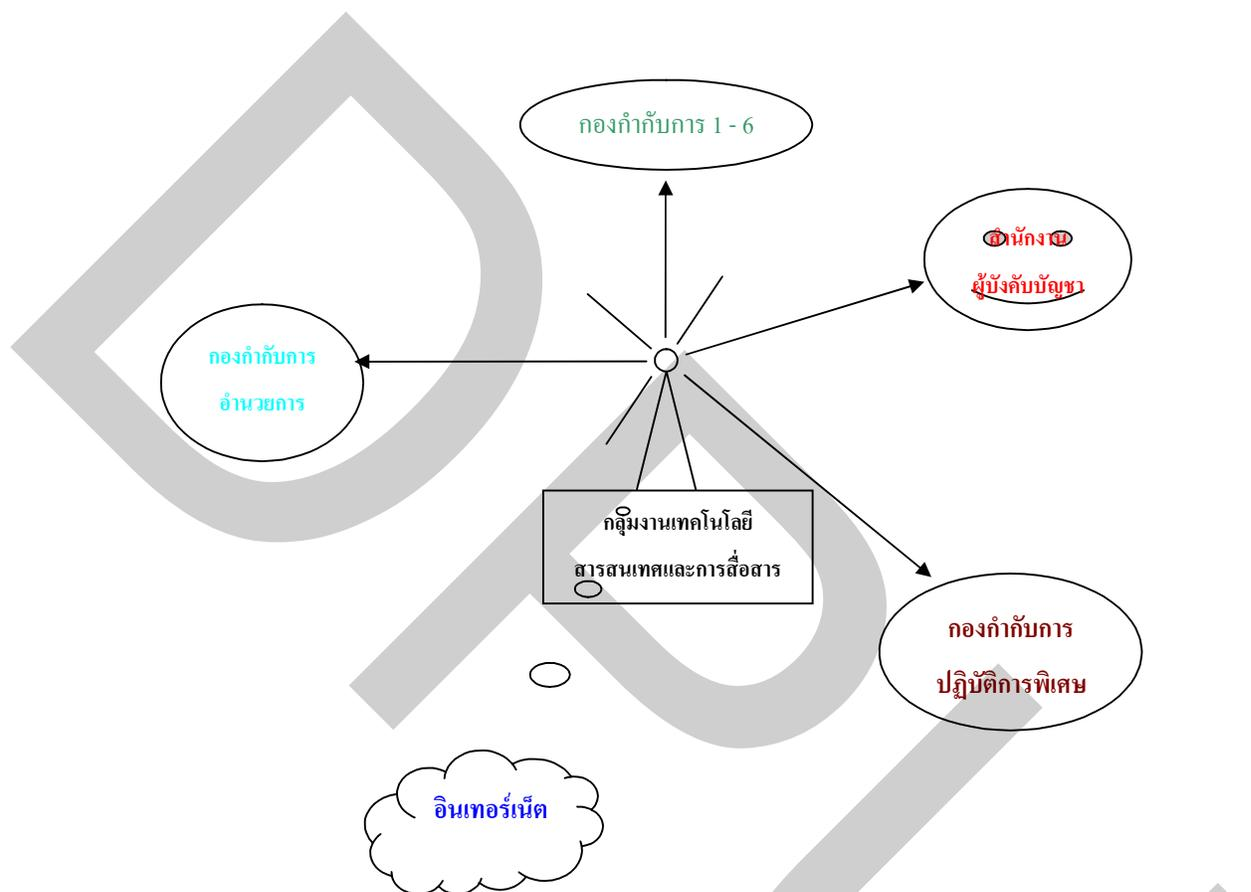 กองกำกับการ 1 - 6
สำนักงาน
ผู้บังคับบัญชา
กองกำกับการ
อำนวยการ
กลุ่มงานเทคโนโลยี
สารสนเทศและการสื่อสาร
กองกำกับการ
ปฏิบัติการพิเศษ
อินเทอร์เน็ต